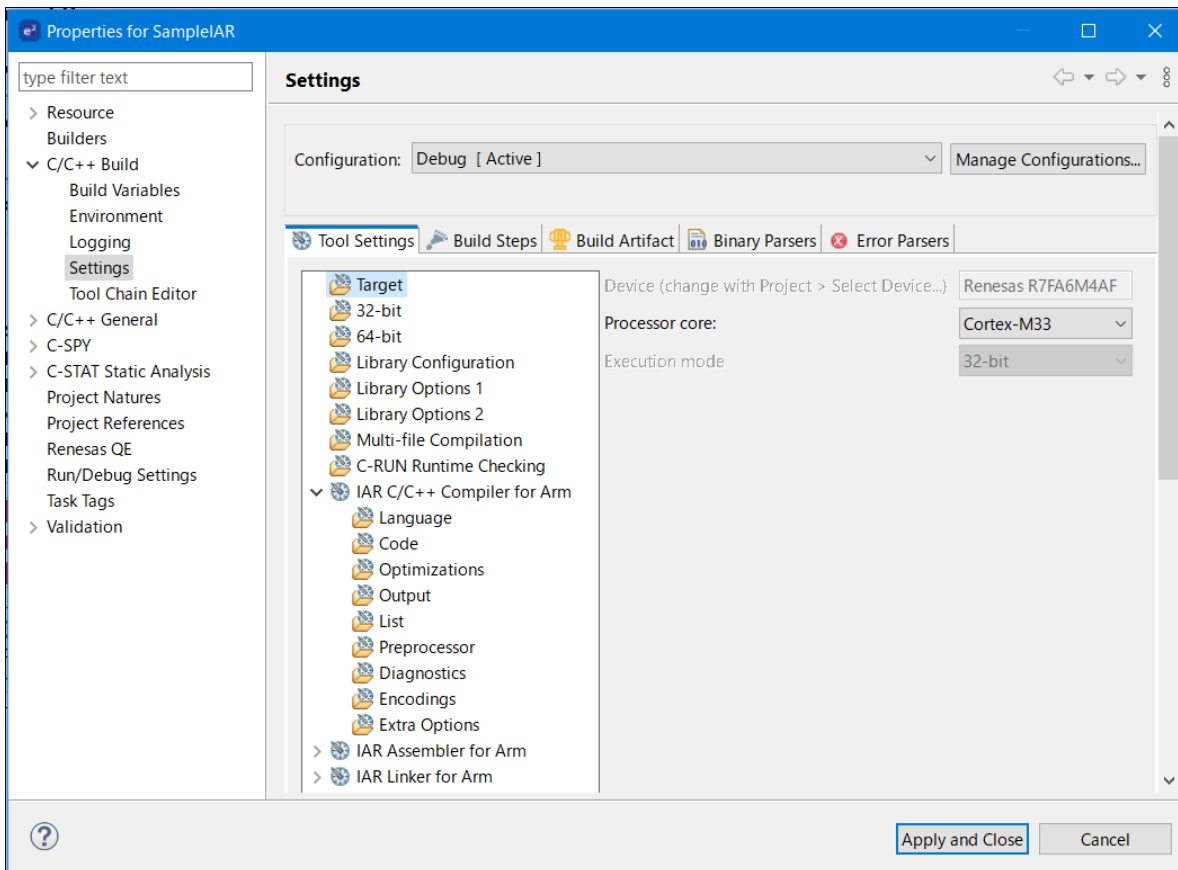 e² Properties for SampleIAR
type filter text
Settings
Resource
Builders
C/C++ Build
Build Variables
Environment
Logging
Settings
Tool Chain Editor
C/C++ General
C-SPY
C-STAT Static Analysis
Project Natures
Project References
Renesas QE
Run/Debug Settings
Task Tags
Validation
Configuration: Debug [ Active ] Manage Configurations...
Tool Settings Build Steps Build Artifact 010 Binary Parsers Error Parsers
Target
32-bit
64-bit
Library Configuration
Library Options 1
Library Options 2
Multi-file Compilation
C-RUN Runtime Checking
IAR C/C++ Compiler for Arm
Language
Code
Optimizations
Output
List
Preprocessor
Diagnostics
Encodings
Extra Options
IAR Assembler for Arm
IAR Linker for Arm
Device (change with Project > Select Device...) Renesas R7FA6M4AF
Processor core: Cortex-M33
Execution mode 32-bit
? Apply and Close Cancel